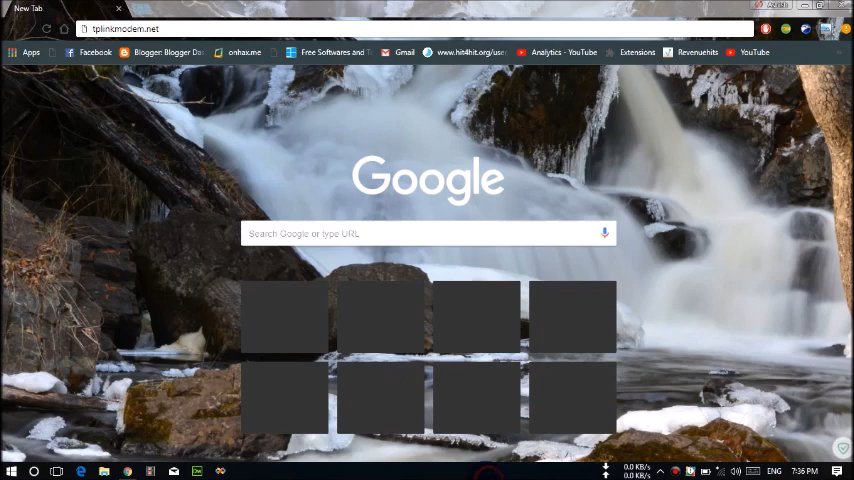 New Tab
tplinkmodem.net
Apps Facebook Blogger: Blogger Da onhax.me Free Softwares and T Gmail www.hit4hit.org/use Analytics - YouTube Extensions Revenuehits YouTube
Google
Search Google or type URL
0.0 KB/s
0.0 KB/s
ENG 7:36 PM